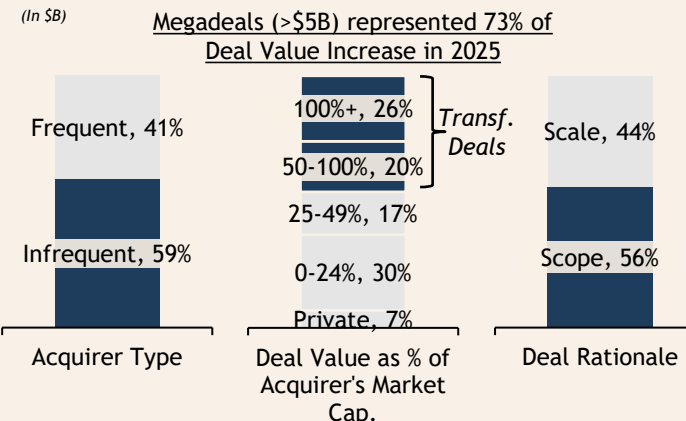 (In $B)
Megadeals (>$5B) represented 73% of
Deal Value Increase in 2025
Frequent, 41%
Infrequent, 59%
Acquirer Type
100%+, 26%
50-100%, 20%
25-49%, 17%
0-24%, 30%
Private, 7%
Transf.
Deals
Deal Value as % of
Acquirer's Market
Cap.
Scale, 44%
Scope, 56%
Deal Rationale